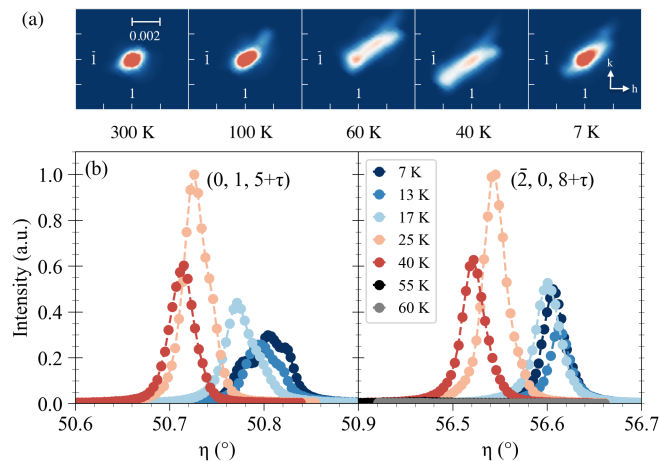 (a)
0.002
1̄ 1̄ 1̄ 1̄ 1̄
k
h
1 1 1 1 1
300 K 100 K 60 K 40 K 7 K
(b) (0, 1, 5+τ) (2̄, 0, 8+τ)
7 K
13 K
17 K
25 K
40 K
55 K
60 K
1.0
0.8
0.6
0.4
0.2
0.0
Intensity (a.u.)
50.6 50.7 50.8 50.9 56.5 56.6 56.7
η (°) η (°)